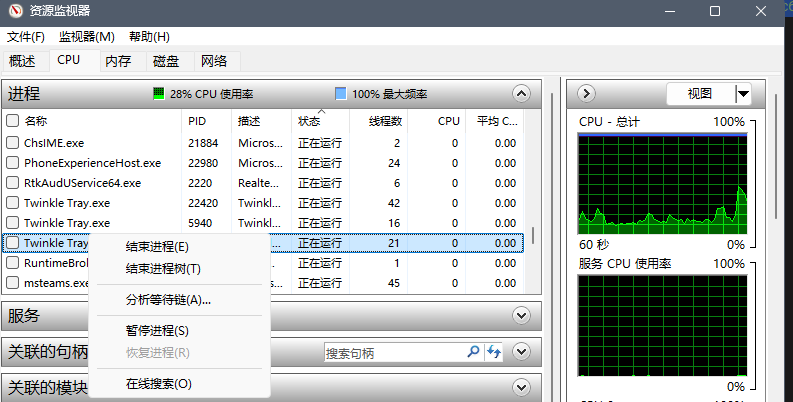 资源监视器
文件(F) 监视器(M) 帮助(H)
概述 CPU 内存 磁盘 网络
进程 28% CPU 使用率 100% 最大频率
名称 PID 描述 状态 线程数 CPU 平均 C...
ChsIME.exe 21884 Micros... 正在运行 2 0 0.00
PhoneExperienceHost.exe 22980 Micros... 正在运行 24 0 0.00
RtkAudUService64.exe 2220 Realte... 正在运行 6 0 0.00
Twinkle Tray.exe 22420 Twinkl... 正在运行 42 0 0.00
Twinkle Tray.exe 5940 Twinkl... 正在运行 16 0 0.00
Twinkle Tray ... 正在运行 21 0 0.00
RuntimeBro ... 正在运行 1 0 0.00
msteams.exe ... 正在运行 45 0 0.00
结束进程(E)
结束进程树(T)
分析等待链(A)...
暂停进程(S)
恢复进程(R)
在线搜索(O)
服务
关联的句柄 搜索句柄
关联的模块
视图
CPU - 总计 100%
60 秒 0%
服务 CPU 使用率 100%
0%